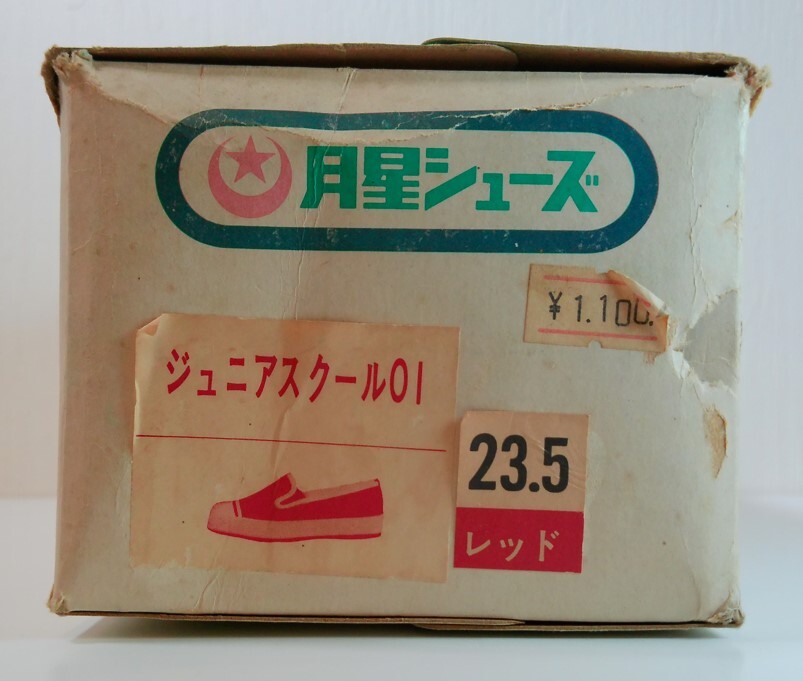 月星シューズ
¥1.100.
ジュニアスクール01
23.5
レッド